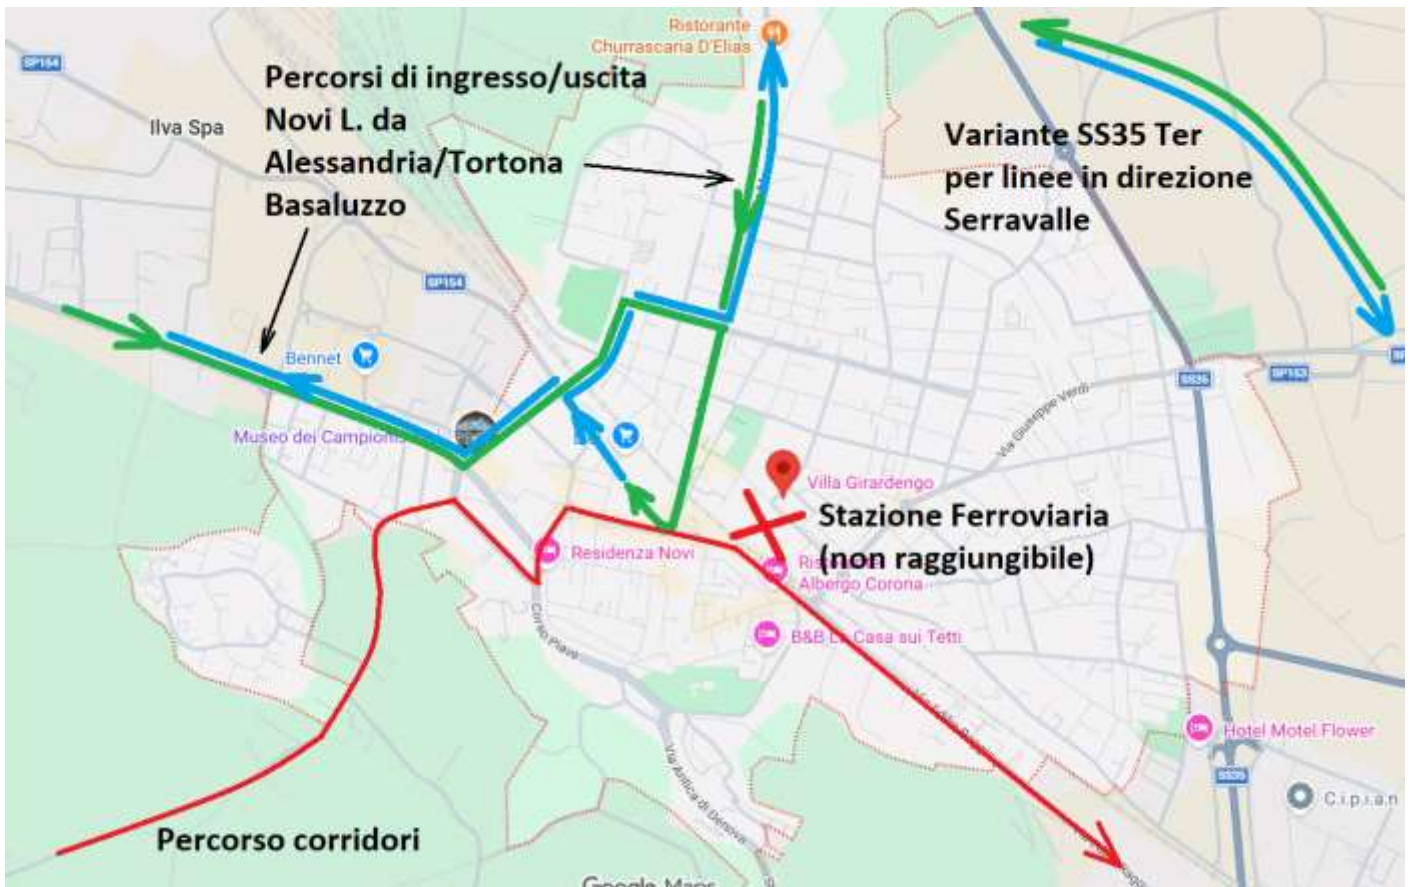 Ristorante
Churrascaria D'Elias
SP154
Percorsi di ingresso/uscita
Novi L. da
Alessandria/Tortona
Basaluzzo
Ilva Spa
Variante SS35 Ter
per linee in direzione
Serravalle
SP154
Bennet
SS35
SP153
Museo dei Campioni
Via Giuseppe Verdi
Villa Girardengo
Stazione Ferroviaria
(non raggiungibile)
Residenza Novi
Albergo Corona
Corso Piave
B&B La Casa sui Tetti
Hotel Motel Flower
Via Antica di Genova
SS35
C.i.p.i.a.n
Percorso corridori
Google Maps